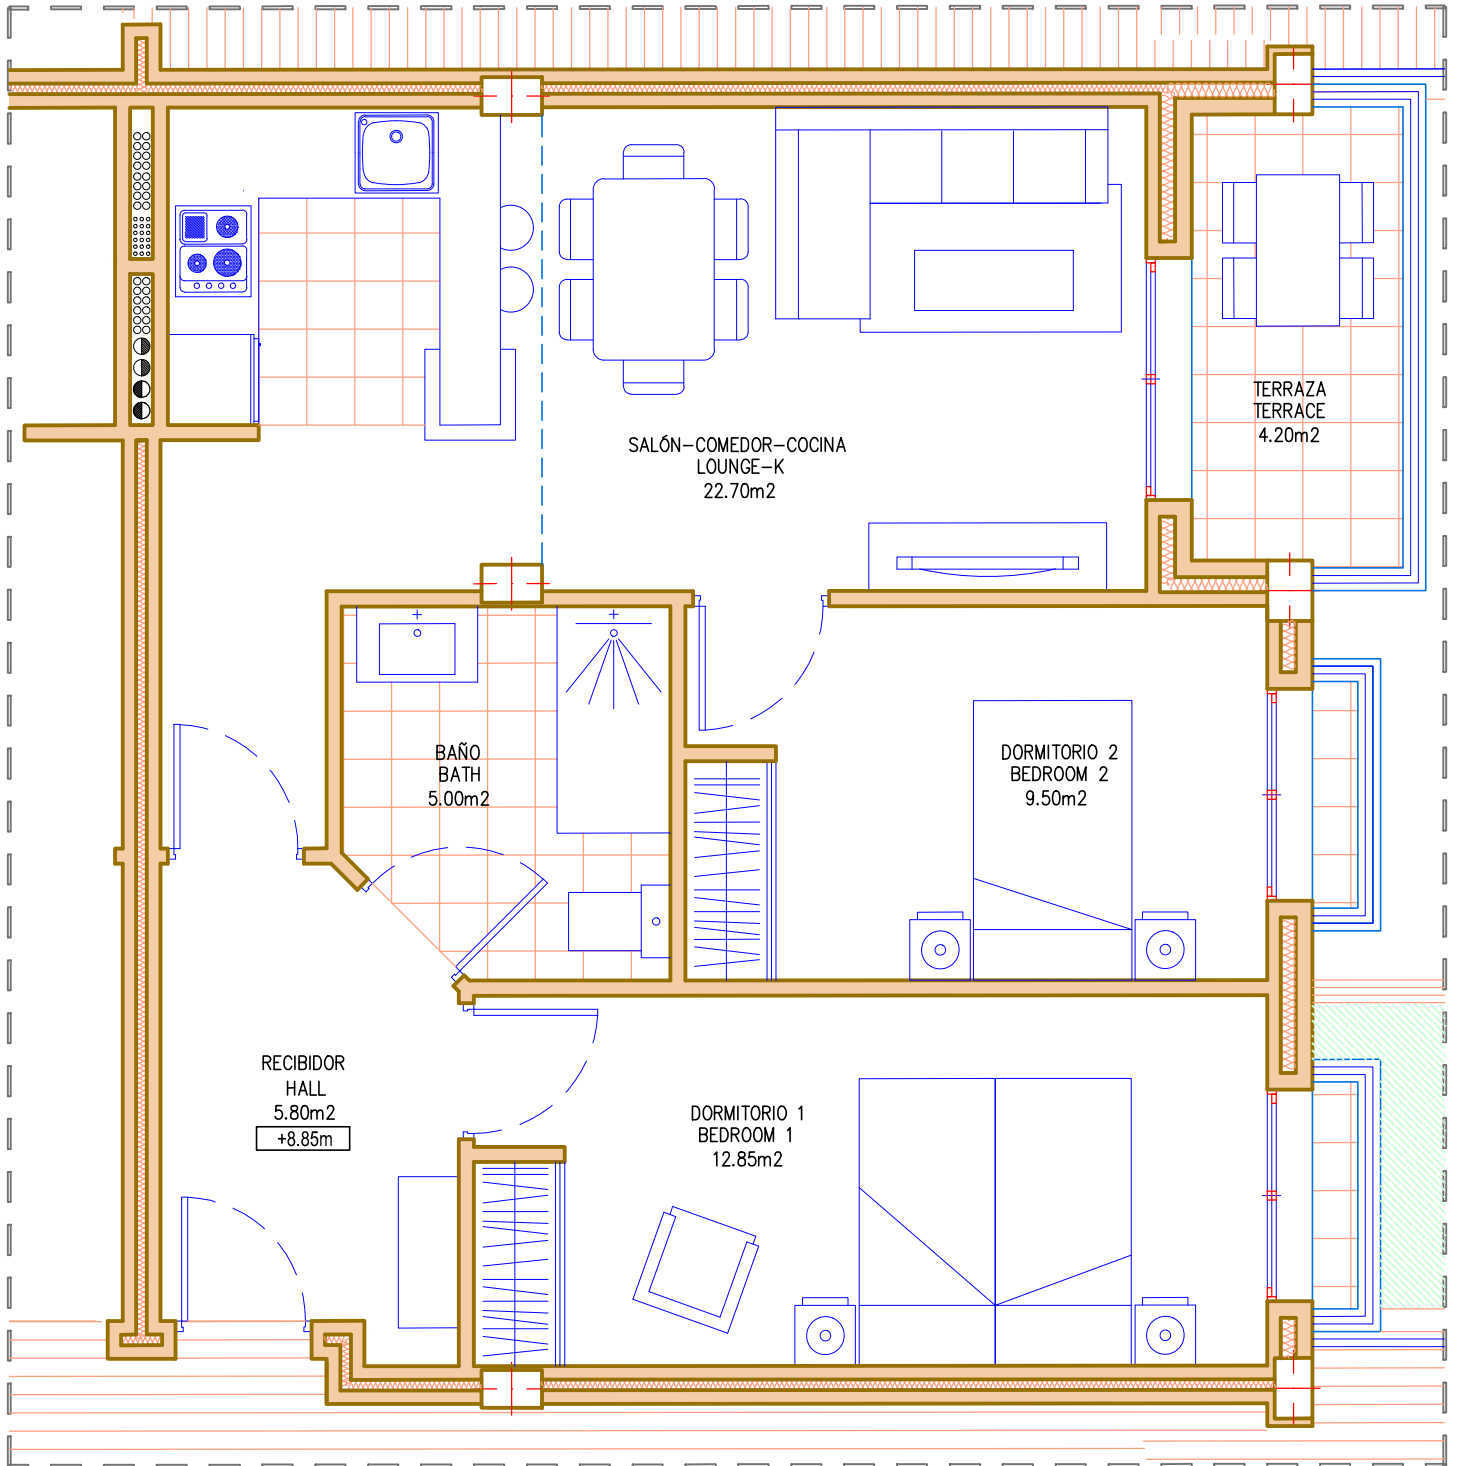 TERRAZA
TERRACE
4.20m2
SALÓN-COMEDOR-COCINA
LOUNGE-K
22.70m2
BAÑO
BATH
5.00m2
DORMITORIO 2
BEDROOM 2
9.50m2
RECIBIDOR
HALL
5.80m2
+8.85m
DORMITORIO 1
BEDROOM 1
12.85m2